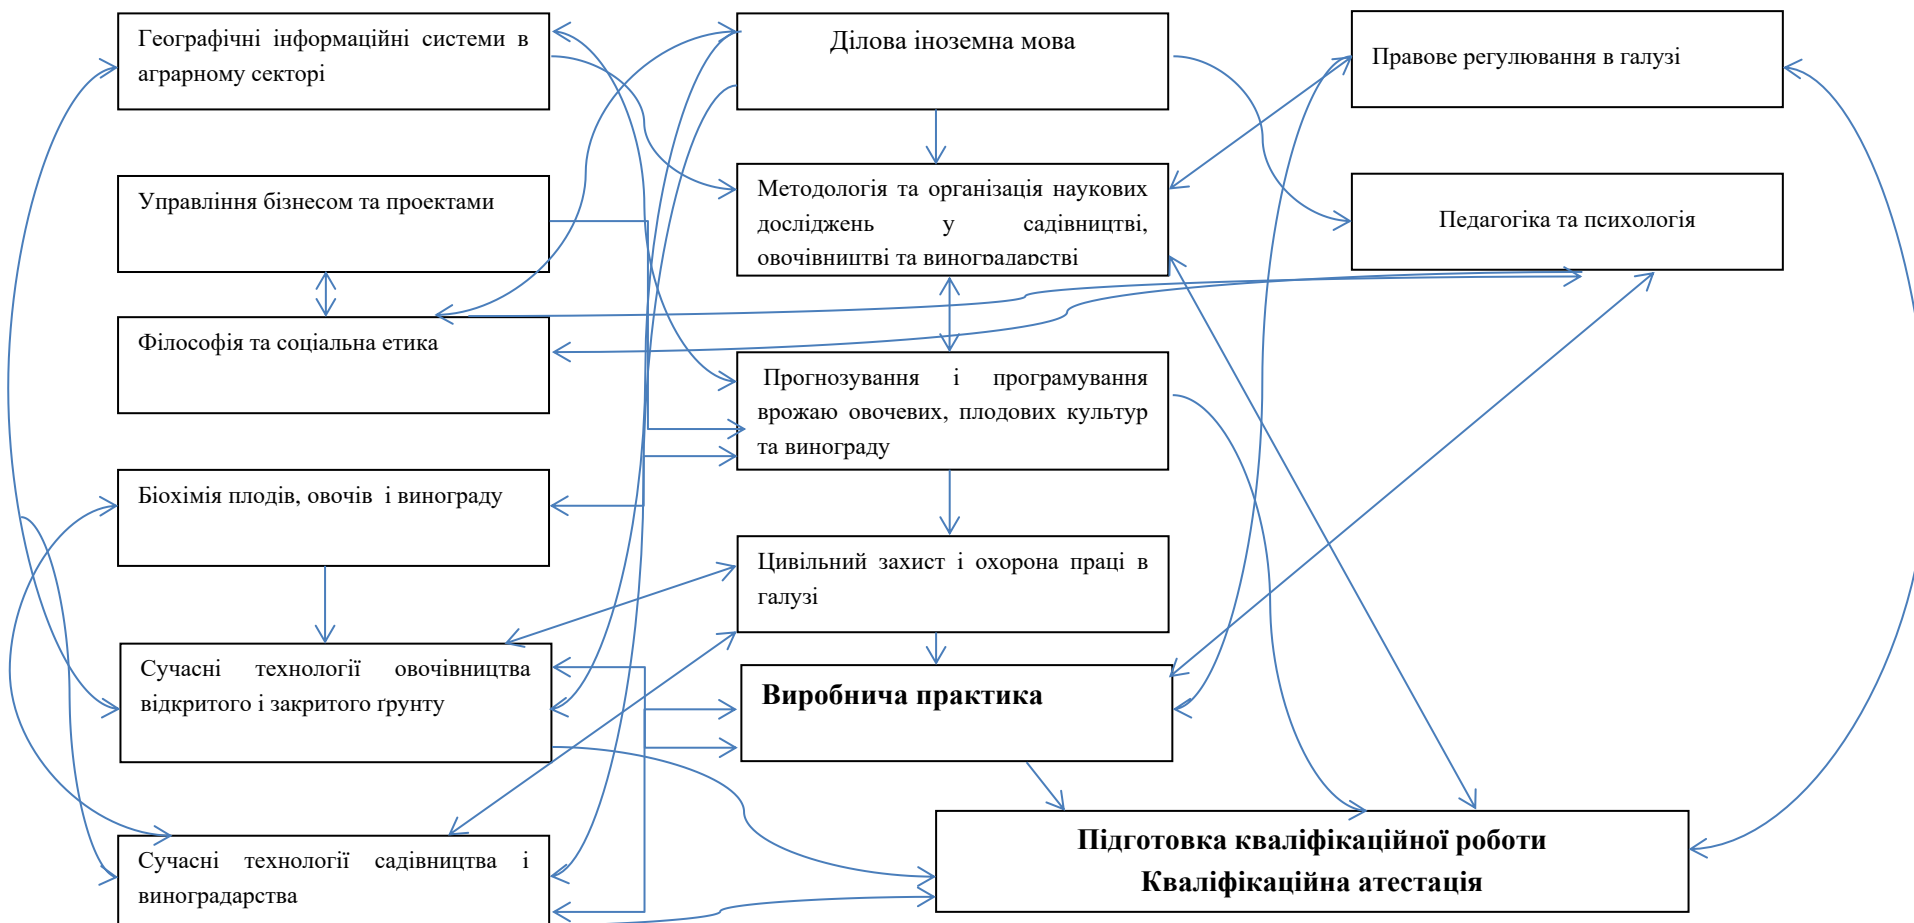 Географічні інформаційні системи в
аграрному секторі
Ділова іноземна мова
Правове регулювання в галузі
Управління бізнесом та проектами
Методологія та організація наукових
досліджень у садівництві,
овочівництві та виноградарстві
Педагогіка та психологія
Філософія та соціальна етика
Прогнозування і програмування
врожаю овочевих, плодових культур
та винограду
Біохімія плодів, овочів і винограду
Цивільний захист і охорона праці в
галузі
Сучасні технології овочівництва
відкритого і закритого ґрунту
Виробнича практика
Сучасні технології садівництва і
виноградарства
Підготовка кваліфікаційної роботи
Кваліфікаційна атестація